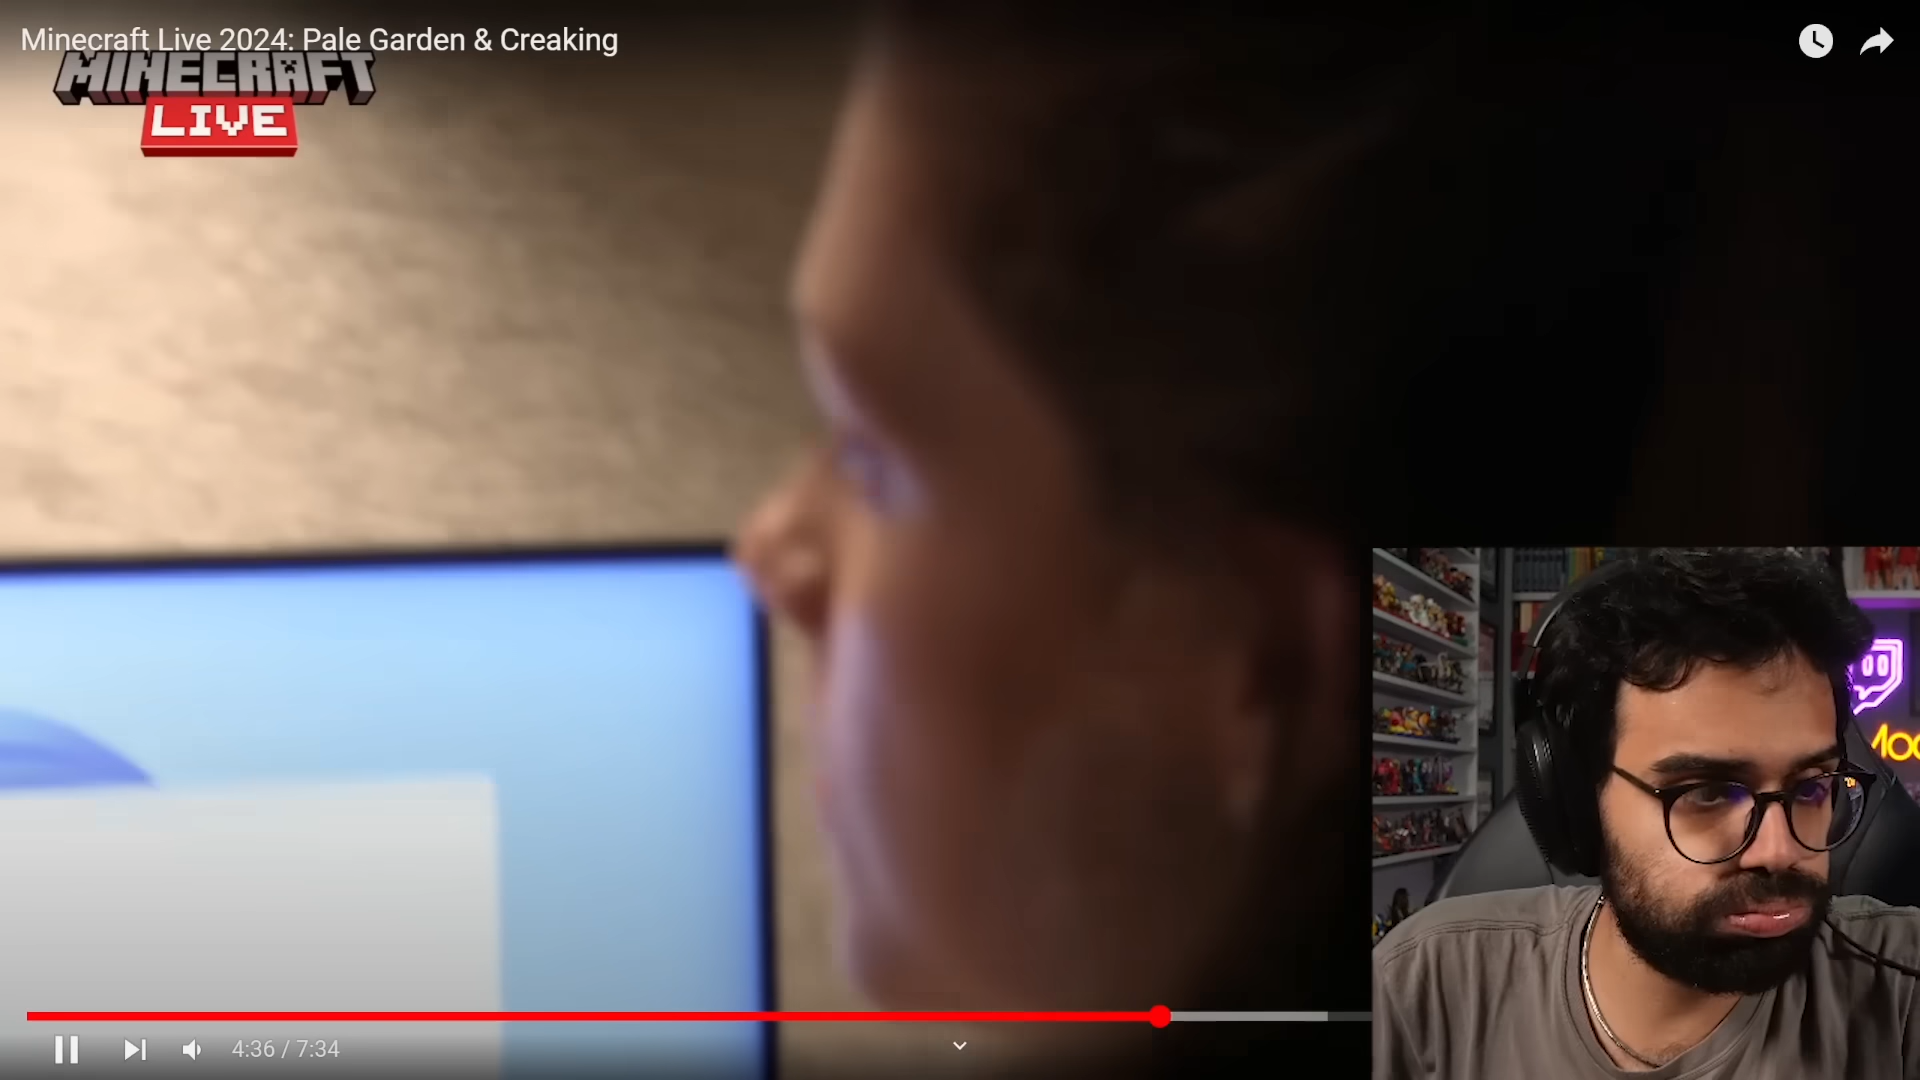 Minecraft Live 2024: Pale Garden & Creaking
MINECRAFT
LIVE
4:36 / 7:34